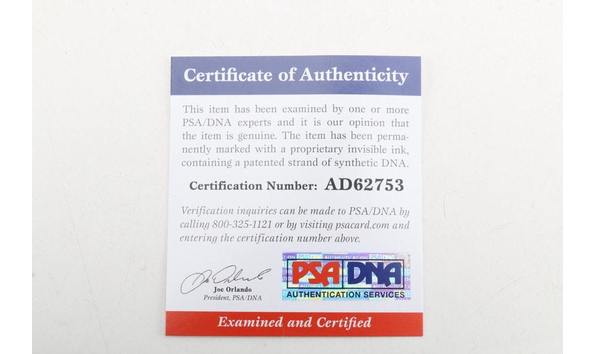 Certificate of Authenticity
This item has been examined by one or more
PSA/DNA experts and it is our opinion that
the item is genuine. The item has been perma-
nently marked with a proprietary invisible ink,
containing a patented strand of synthetic DNA.
Certification Number: AD62753
Verification inquiries can be made to PSA/DNA by
calling 800-325-1121 or by visiting psacard.com and
entering the certification number above.
Joe Orlando
President, PSA/DNA
PSA DNA
AUTHENTICATION SERVICES
Examined and Certified